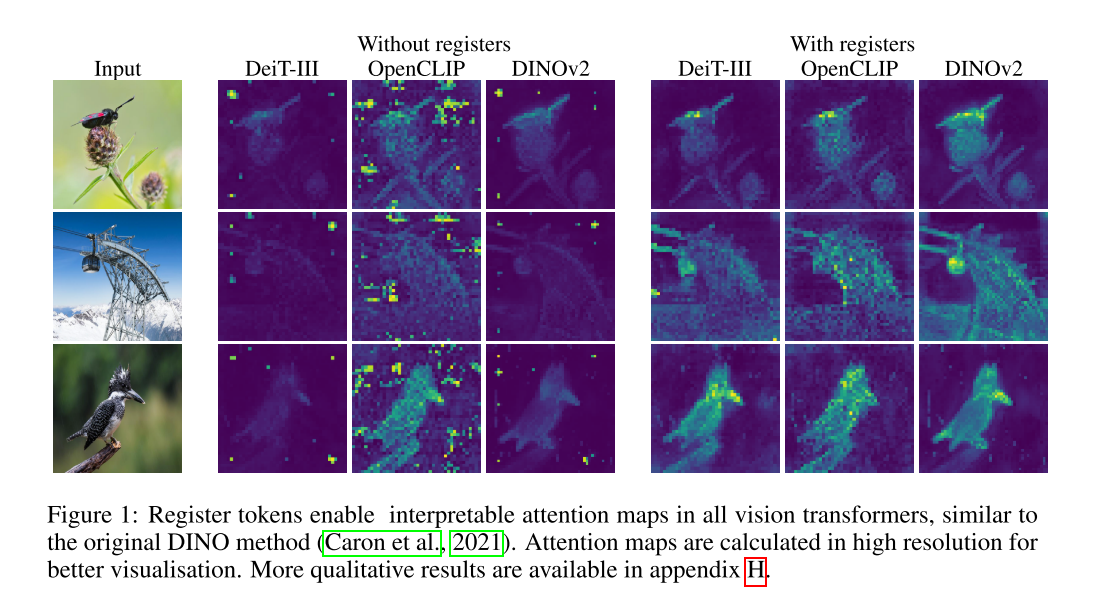 Without registers
With registers
Input
DeiT-III
OpenCLIP
DINOv2
DeiT-III
OpenCLIP
DINOv2
Figure 1: Register tokens enable interpretable attention maps in all vision transformers, similar to
the original DINO method (Caron et al., 2021). Attention maps are calculated in high resolution for
better visualisation. More qualitative results are available in appendix H.